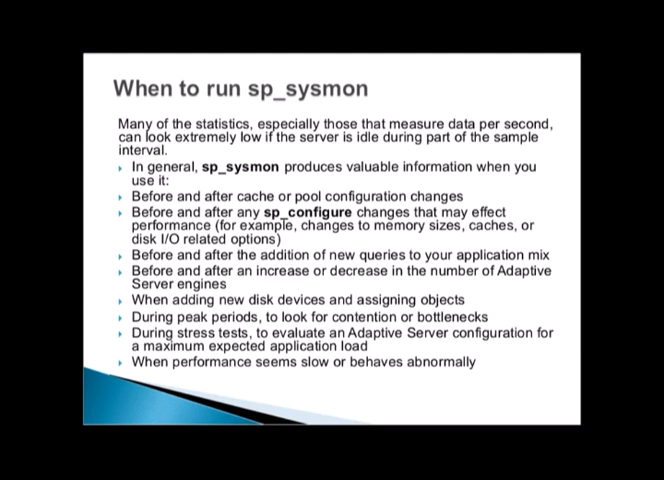 When to run sp_sysmon
Many of the statistics, especially those that measure data per second,
can look extremely low if the server is idle during part of the sample
interval.
In general, sp_sysmon produces valuable information when you
use it:
Before and after cache or pool configuration changes
Before and after any sp_configure changes that may effect
performance (for example, changes to memory sizes, caches, or
disk I/O related options)
Before and after the addition of new queries to your application mix
Before and after an increase or decrease in the number of Adaptive
Server engines
When adding new disk devices and assigning objects
During peak periods, to look for contention or bottlenecks
During stress tests, to evaluate an Adaptive Server configuration for
a maximum expected application load
When performance seems slow or behaves abnormally